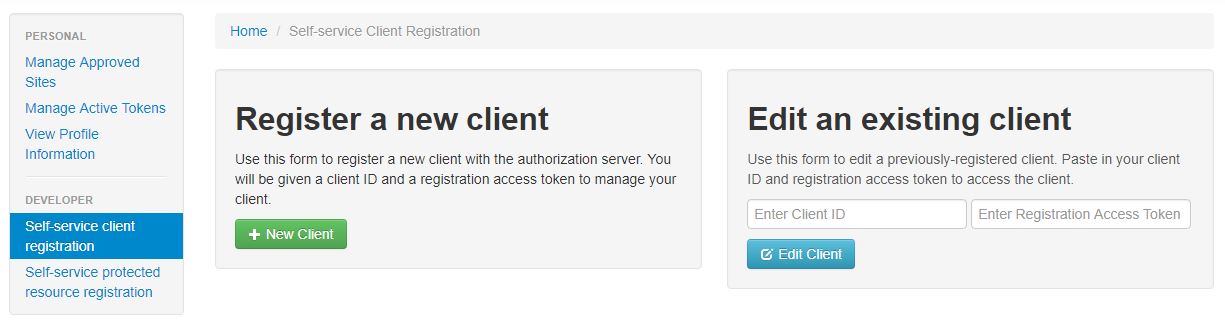 PERSONAL
Manage Approved
Sites
Manage Active Tokens
View Profile
Information
DEVELOPER
Self-service client
registration
Self-service protected
resource registration
Home / Self-service Client Registration
Register a new client
Use this form to register a new client with the authorization server. You
will be given a client ID and a registration access token to manage your
client.
New Client
Edit an existing client
Use this form to edit a previously-registered client. Paste in your client
ID and registration access token to access the client.
Enter Client ID
Enter Registration Access Token
Edit Client